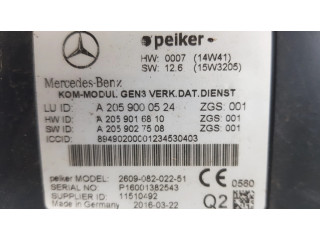 peiker
HW: 0007 (14W41)
SW: 12.6 (15W3205)
Mercedes-Benz
KOM-MODUL GEN3 VERK.DAT.DIENST
LU ID: A 205 900 05 24 ZGS: 001
HW ID: A 205 901 68 10 ZGS: 001
SW ID: A 205 902 75 08 ZGS: 001
ICCID: 89490200001234530403
peiker MODEL: 2609-082-022-51
SERIAL NO P16001382543
SUPPLIER ID: 11510492
Made in Germany 2016-03-22
CE 0560
Q2